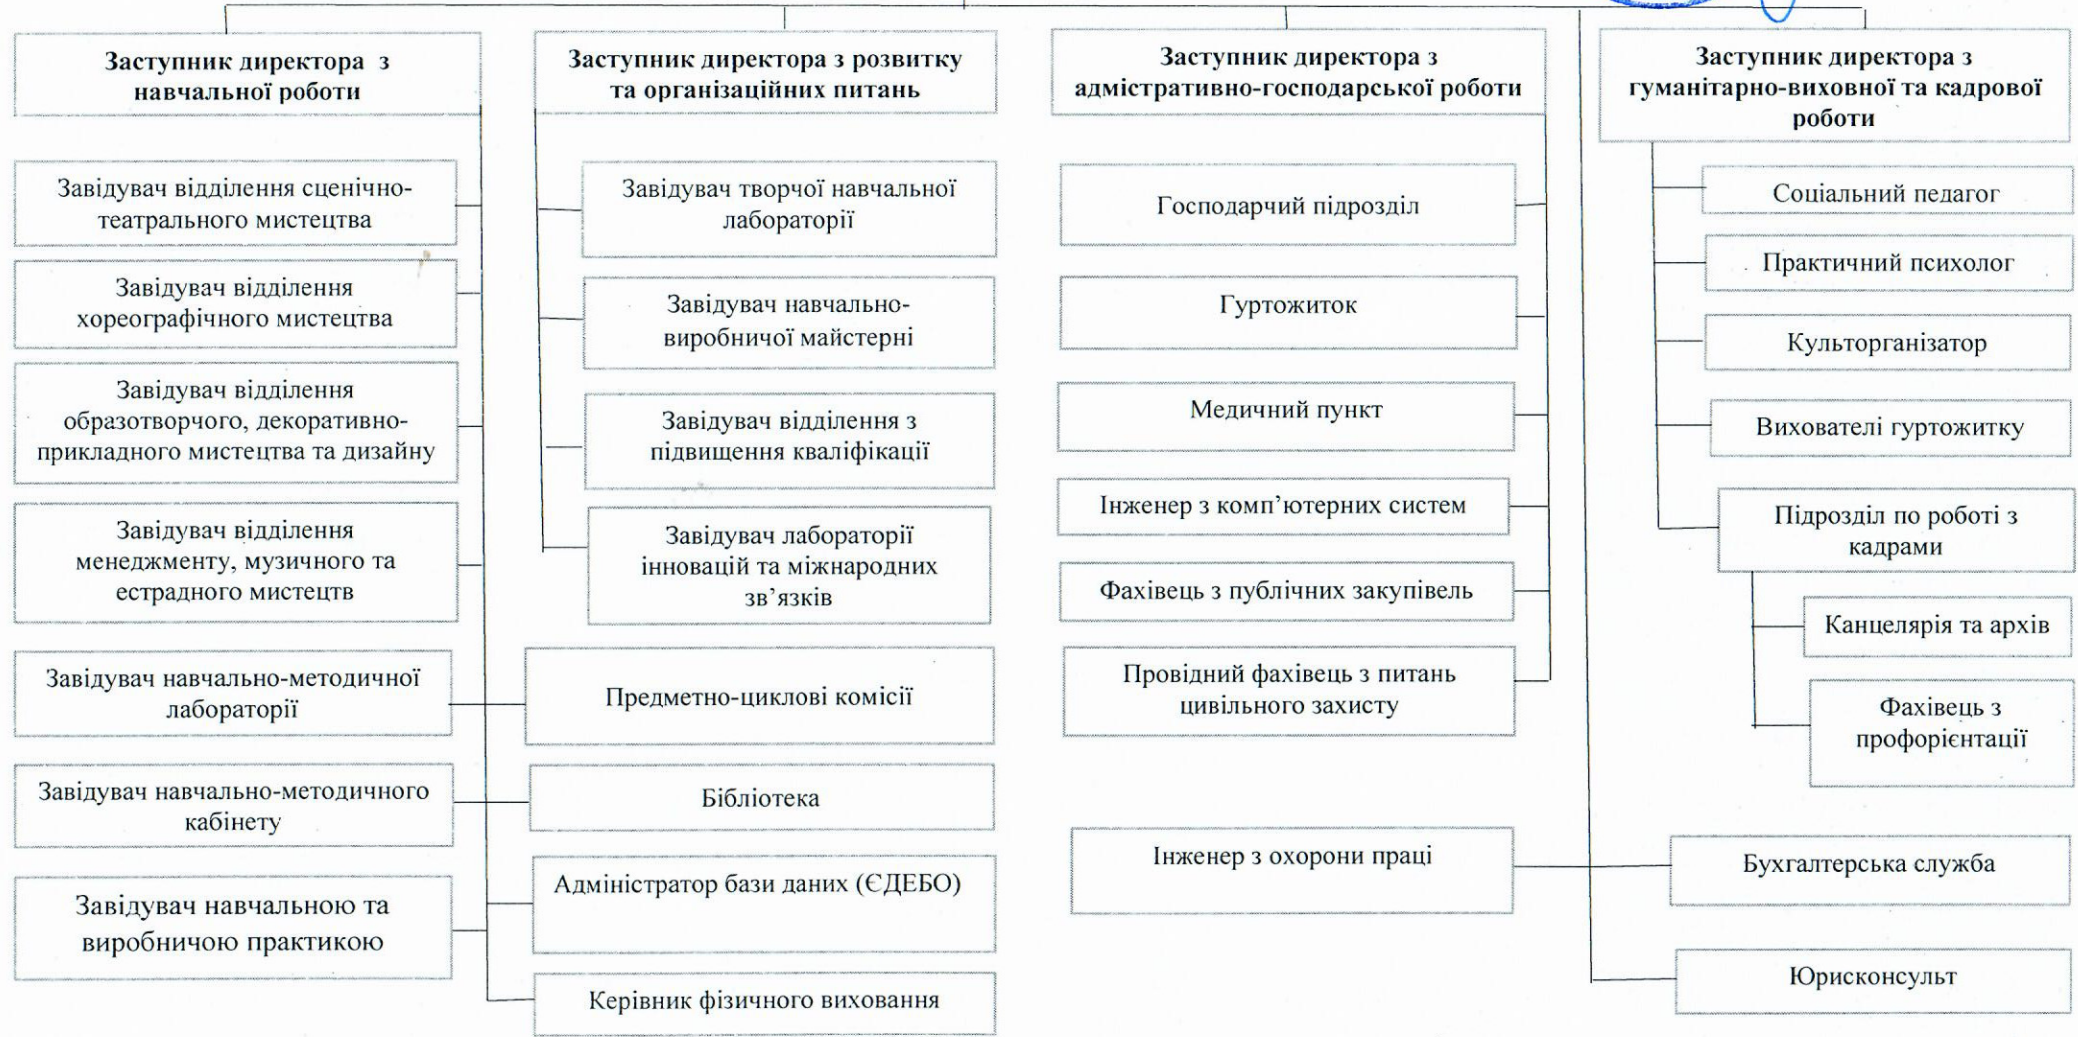 Заступник директора з
навчальної роботи
Завідувач відділення сценічно-
театрального мистецтва
Завідувач відділення
хореографічного мистецтва
Завідувач відділення
образотворчого, декоративно-
прикладного мистецтва та дизайну
Завідувач відділення
менеджменту, музичного та
естрадного мистецтв
Завідувач навчально-методичної
лабораторії
Завідувач навчально-методичного
кабінету
Завідувач навчальною та
виробничою практикою
Заступник директора з розвитку
та організаційних питань
Завідувач творчої навчальної
лабораторії
Завідувач навчально-
виробничої майстерні
Завідувач відділення з
підвищення кваліфікації
Завідувач лабораторії
інновацій та міжнародних
зв’язків
Предметно-циклові комісії
Бібліотека
Адміністратор бази даних (ЄДЕБО)
Керівник фізичного виховання
Заступник директора з
адмістративно-господарської роботи
Господарчий підрозділ
Гуртожиток
Медичний пункт
Інженер з комп’ютерних систем
Фахівець з публічних закупівель
Провідний фахівець з питань
цивільного захисту
Інженер з охорони праці
Заступник директора з
гуманітарно-виховної та кадрової
роботи
Соціальний педагог
Практичний психолог
Культорганізатор
Вихователі гуртожитку
Підрозділ по роботі з
кадрами
Канцелярія та архів
Фахівець з
профорієнтації
Бухгалтерська служба
Юрисконсульт